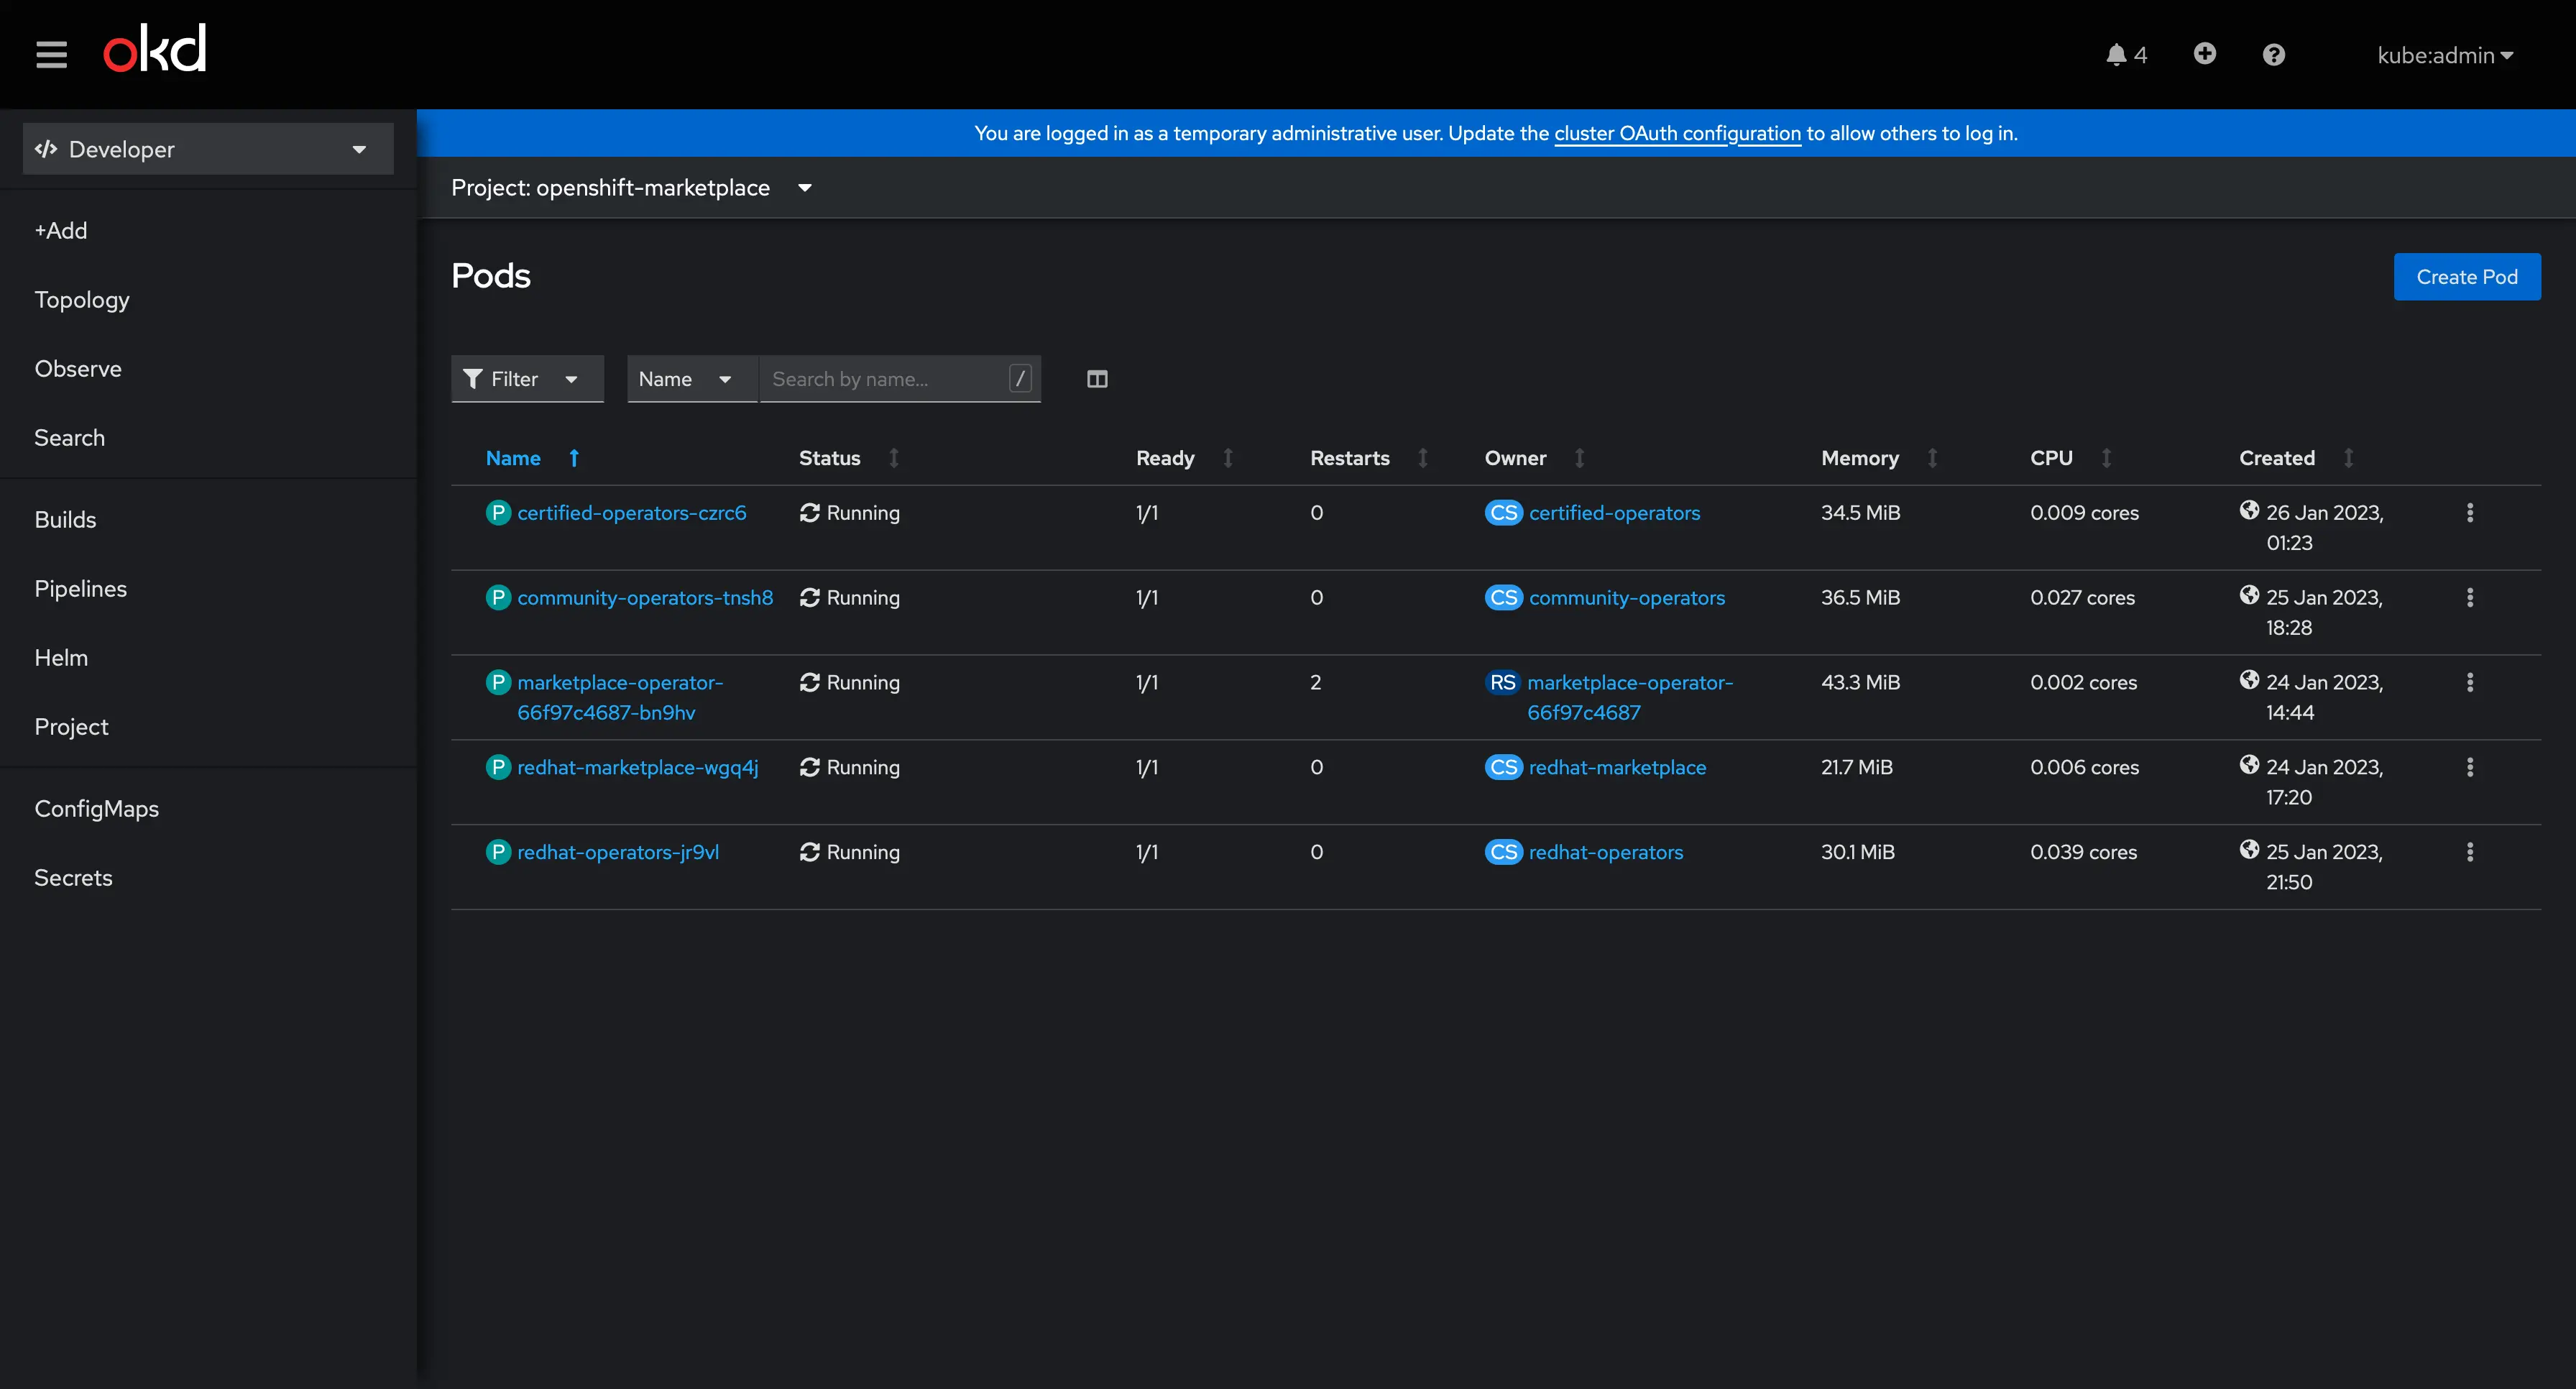 okd
4
kube:admin
Developer
You are logged in as a temporary administrative user. Update the cluster OAuth configuration to allow others to log in.
Project: openshift-marketplace
+Add
Topology
Observe
Search
Builds
Pipelines
Helm
Project
ConfigMaps
Secrets
Pods
Create Pod
Filter Name Search by name... /
Name Status Ready Restarts Owner Memory CPU Created
P certified-operators-czrc6 Running 1/1 0 CS certified-operators 34.5 MiB 0.009 cores 26 Jan 2023,
01:23
P community-operators-tnsh8 Running 1/1 0 CS community-operators 36.5 MiB 0.027 cores 25 Jan 2023,
18:28
P marketplace-operator- Running 1/1 2 RS marketplace-operator- 43.3 MiB 0.002 cores 24 Jan 2023,
66f97c4687-bn9hv 66f97c4687 14:44
P redhat-marketplace-wgq4j Running 1/1 0 CS redhat-marketplace 21.7 MiB 0.006 cores 24 Jan 2023,
17:20
P redhat-operators-jr9vl Running 1/1 0 CS redhat-operators 30.1 MiB 0.039 cores 25 Jan 2023,
21:50